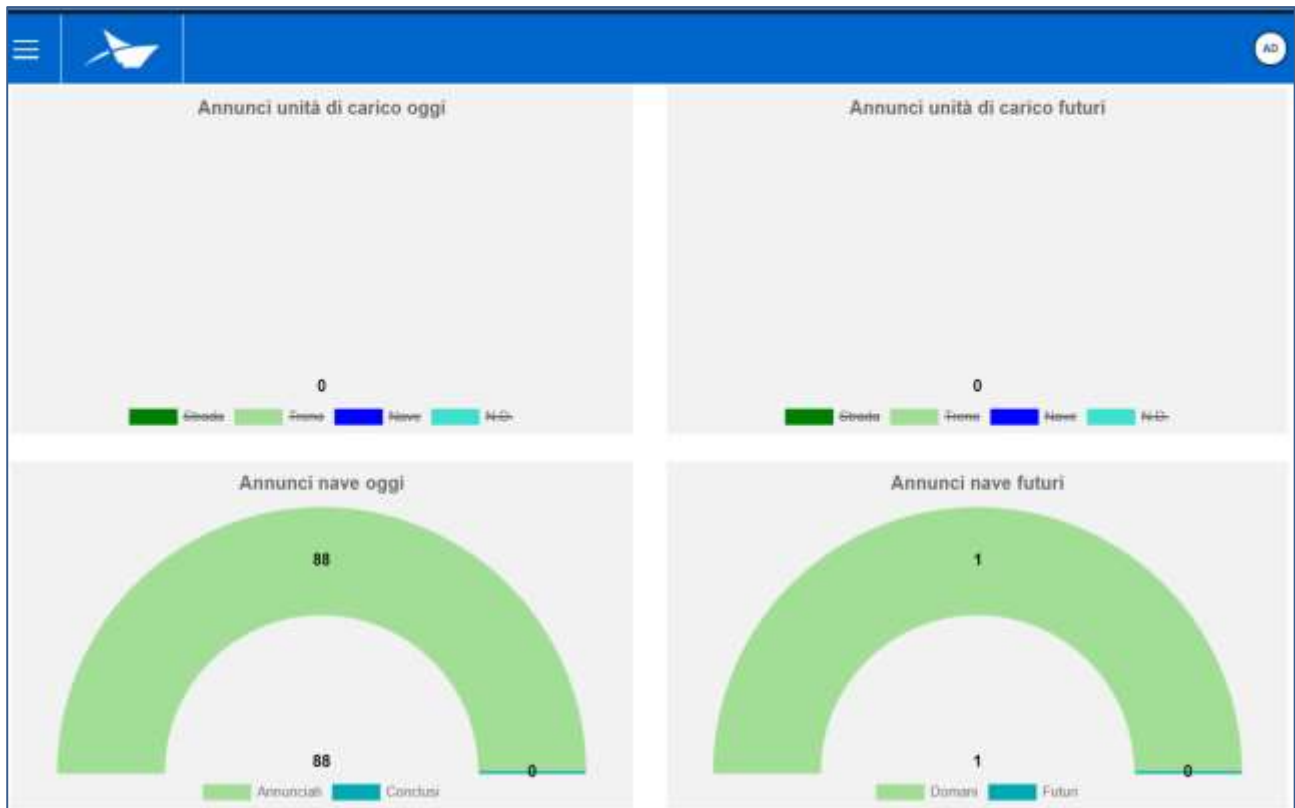 AD
Annunci unità di carico oggi
0
Strada Treno Nave N.D.
Annunci unità di carico futuri
0
Strada Treno Nave N.D.
Annunci nave oggi
88
88
0
Annunciati Conclusi
Annunci nave futuri
1
1
0
Domani Futuri